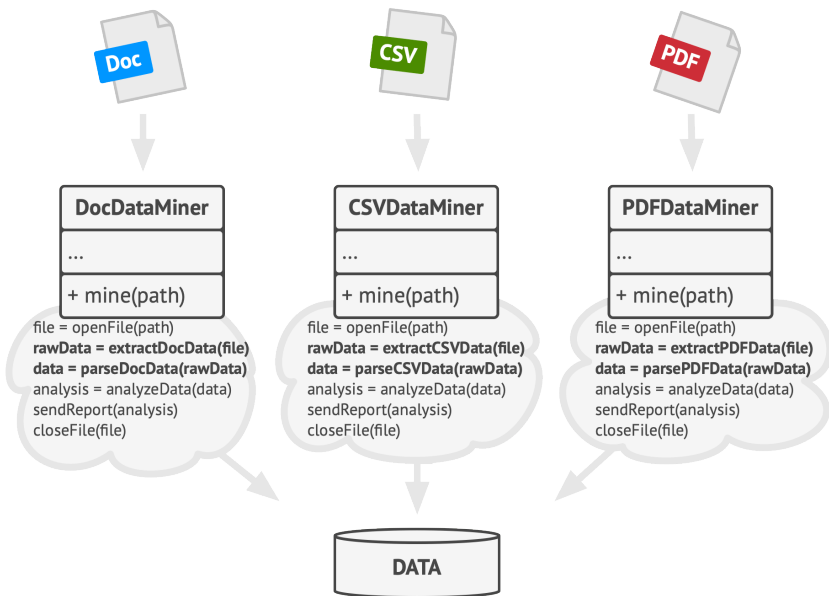 Doc
CSV
PDF
DocDataMiner
...
+ mine(path)
file = openFile(path)
rawData = extractDocData(file)
data = parseDocData(rawData)
analysis = analyzeData(data)
sendReport(analysis)
closeFile(file)
CSVDataMiner
...
+ mine(path)
file = openFile(path)
rawData = extractCSVData(file)
data = parseCSVData(rawData)
analysis = analyzeData(data)
sendReport(analysis)
closeFile(file)
PDFDataMiner
...
+ mine(path)
file = openFile(path)
rawData = extractPDFData(file)
data = parsePDFData(rawData)
analysis = analyzeData(data)
sendReport(analysis)
closeFile(file)
DATA